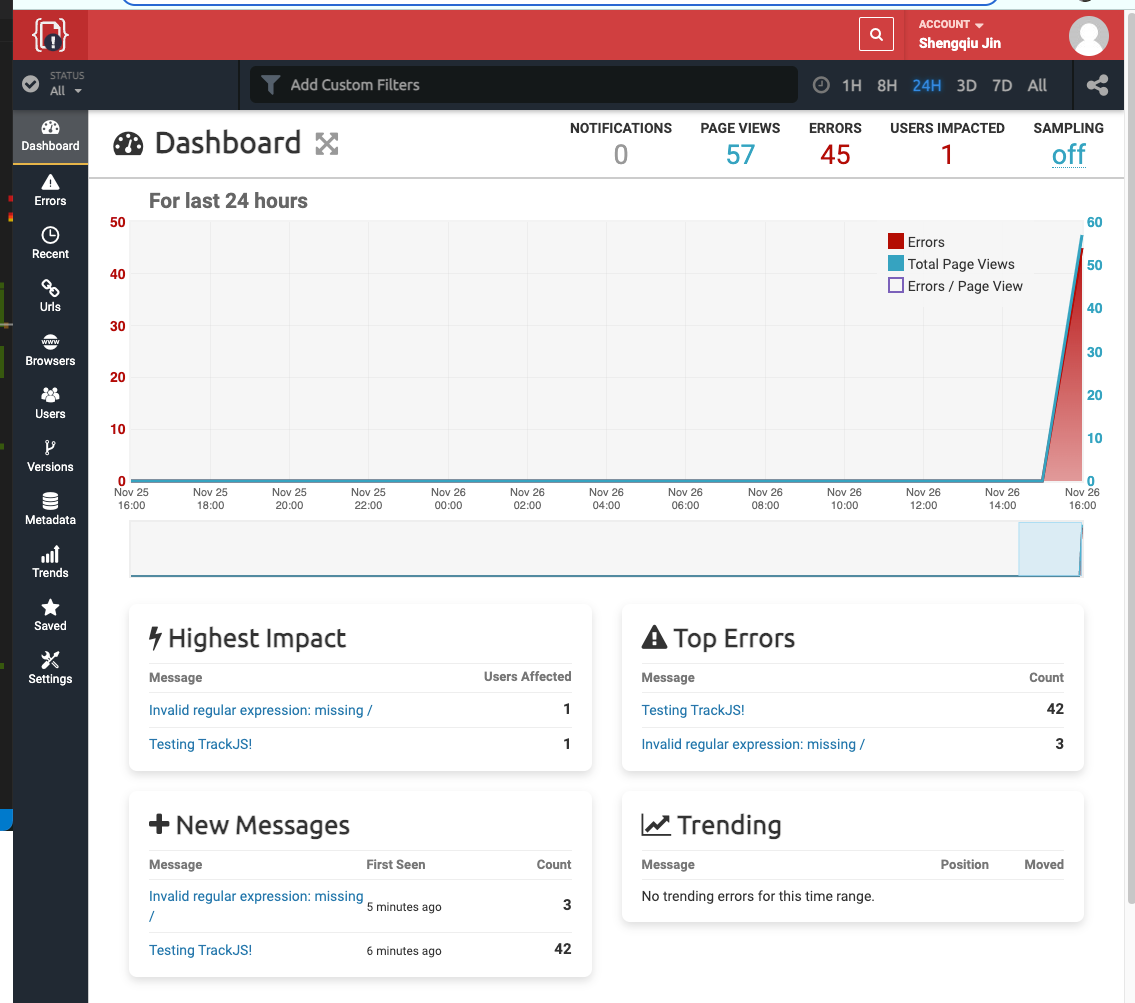 ACCOUNT
Shengqiu Jin
STATUS
All
Add Custom Filters
1H 8H 24H 3D 7D All
Dashboard
Errors
Recent
Urls
WWW
Browsers
Users
Versions
Metadata
Trends
Saved
Settings
Dashboard
NOTIFICATIONS PAGE VIEWS ERRORS USERS IMPACTED SAMPLING
0 57 45 1 off
For last 24 hours
50 60
Errors
Total Page Views
50
40
Errors / Page View
40
30
30
20
20
10
10
0 0
Nov 25 Nov 25 Nov 25 Nov 25 Nov 26 Nov 26 Nov 26 Nov 26 Nov 26 Nov 26 Nov 26 Nov 26 Nov 26
16:00 18:00 20:00 22:00 00:00 02:00 04:00 06:00 08:00 10:00 12:00 14:00 16:00
Highest Impact
Message Users Affected
Invalid regular expression: missing / 1
Testing TrackJS! 1
Top Errors
Message Count
Testing TrackJS! 42
Invalid regular expression: missing / 3
New Messages
Message First Seen Count
Invalid regular expression: missing
/ 5 minutes ago 3
Testing TrackJS! 6 minutes ago 42
Trending
Message Position Moved
No trending errors for this time range.